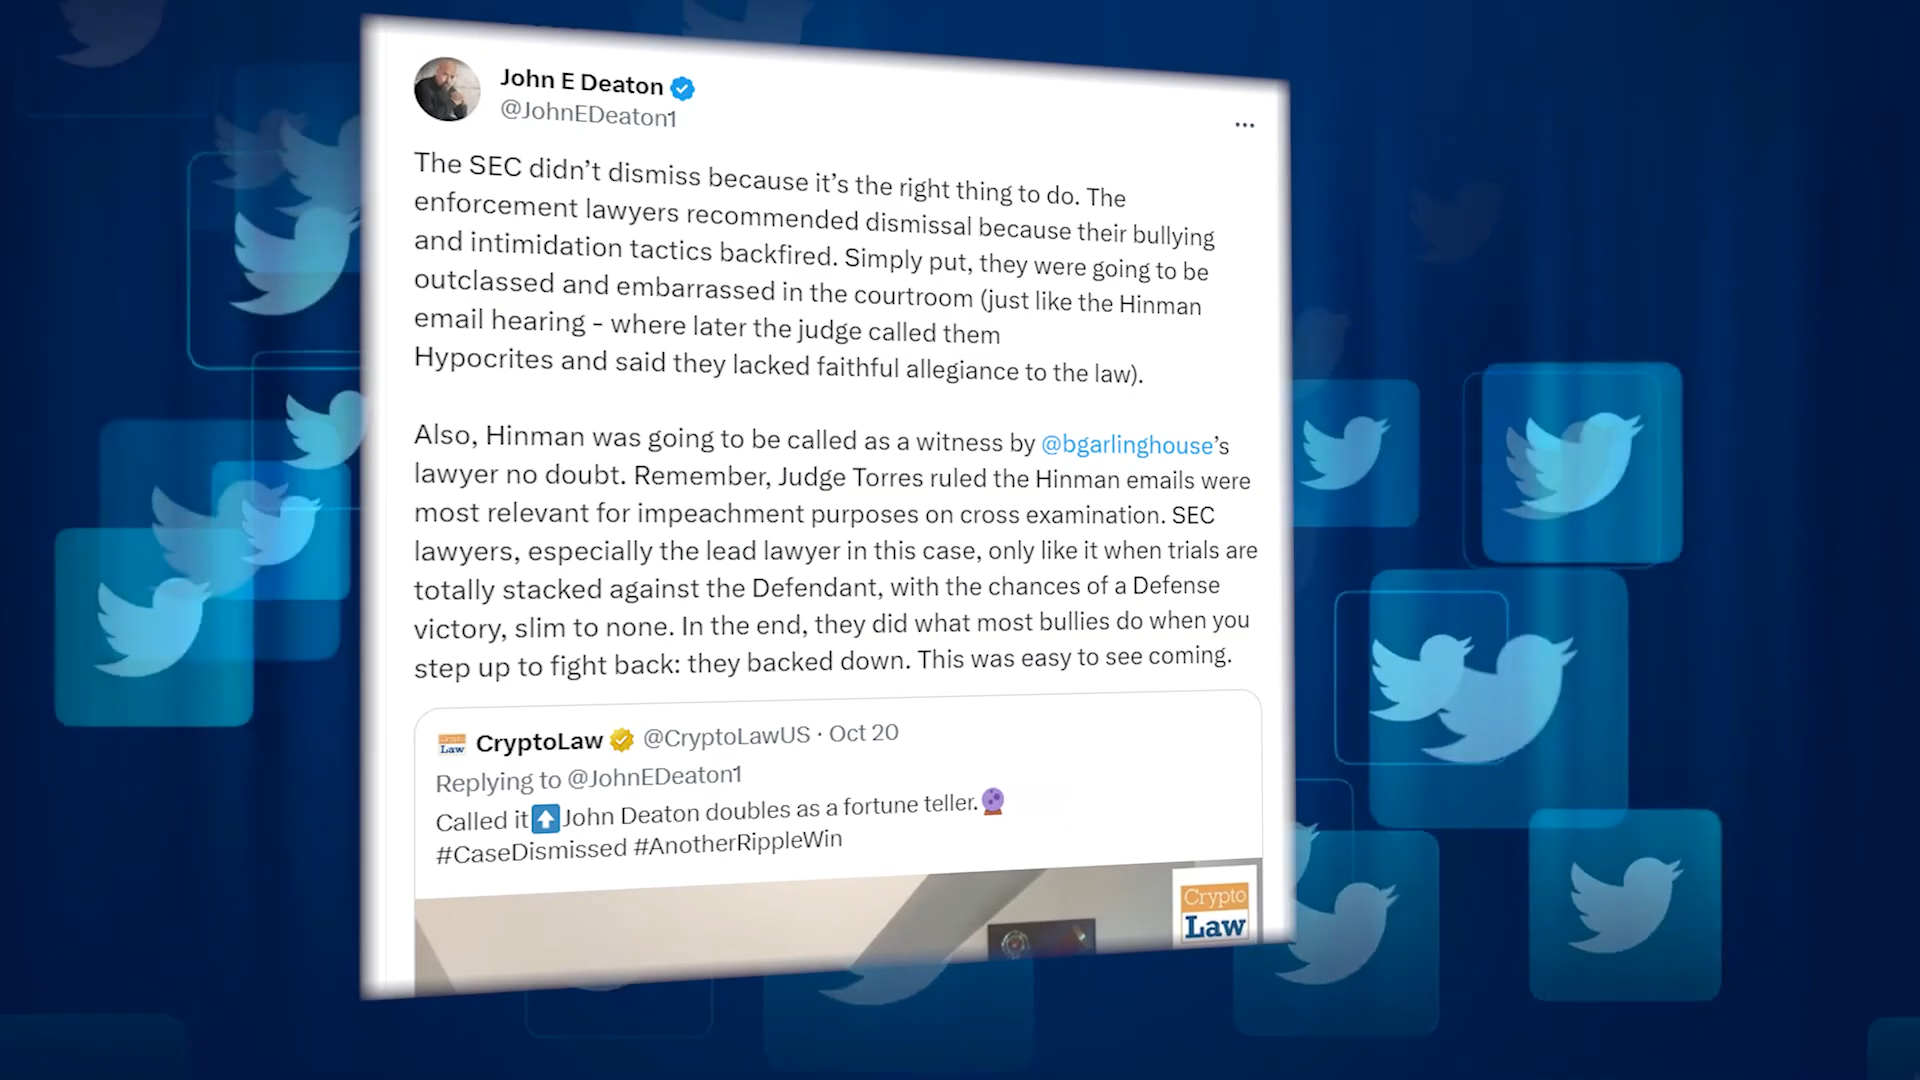 John E Deaton
@JohnEDeaton1
...
The SEC didn’t dismiss because it’s the right thing to do. The
enforcement lawyers recommended dismissal because their bullying
and intimidation tactics backfired. Simply put, they were going to be
outclassed and embarrassed in the courtroom (just like the Hinman
email hearing - where later the judge called them
Hypocrites and said they lacked faithful allegiance to the law).
Also, Hinman was going to be called as a witness by @bgarlinghouse’s
lawyer no doubt. Remember, Judge Torres ruled the Hinman emails were
most relevant for impeachment purposes on cross examination. SEC
lawyers, especially the lead lawyer in this case, only like it when trials are
totally stacked against the Defendant, with the chances of a Defense
victory, slim to none. In the end, they did what most bullies do when you
step up to fight back: they backed down. This was easy to see coming.
Crypto
Law
CryptoLaw @CryptoLawUS · Oct 20
Replying to @JohnEDeaton1
Called it⬆️John Deaton doubles as a fortune teller.🔮
#CaseDismissed #AnotherRippleWin
Crypto
Law